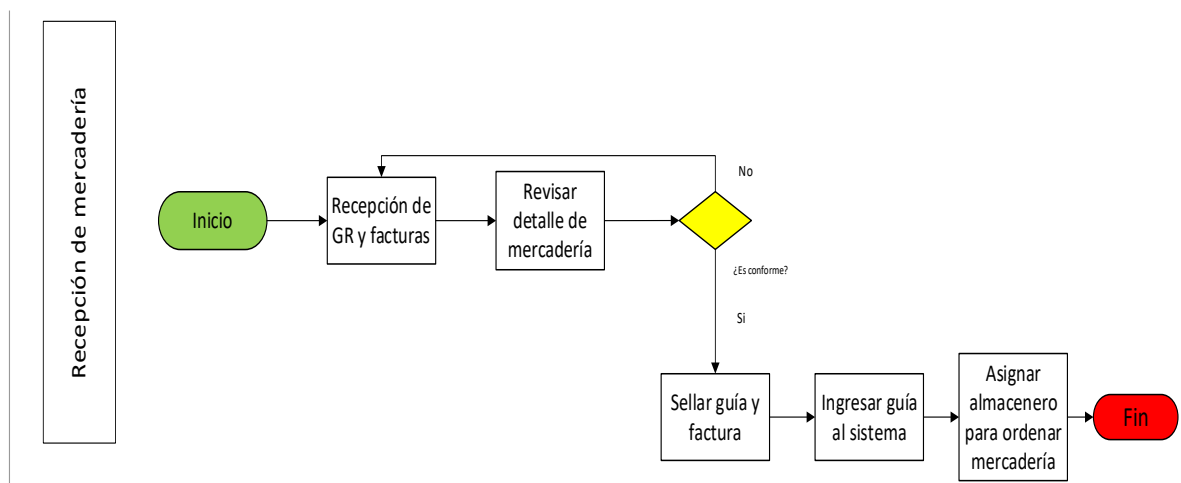 Recepción de mercadería
Inicio
Recepción de
GR y facturas
Revisar
detalle de
mercadería
No
¿Es conforme?
Si
Sellar guía y
factura
Ingresar guía
al sistema
Asignar
almacenero
para ordenar
mercadería
Fin